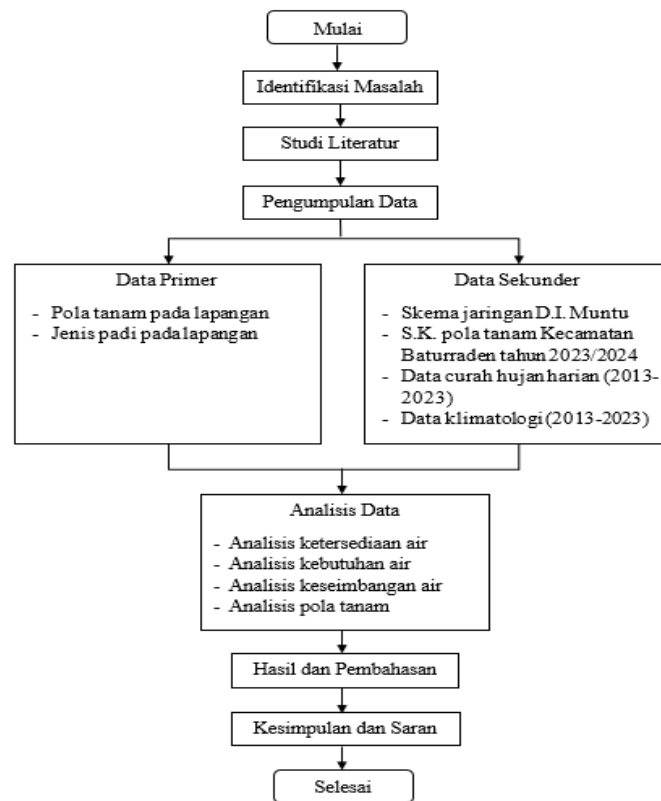 Mulai
Identifikasi Masalah
Studi Literatur
Pengumpulan Data
Data Primer
- Pola tanam pada lapangan
- Jenis padi pada lapangan
Data Sekunder
- Skema jaringan D.I. Muntu
- S.K. pola tanam Kecamatan
Baturraden tahun 2023/2024
- Data curah hujan harian (2013-
2023)
- Data klimatologi (2013-2023)
Analisis Data
- Analisis ketersediaan air
- Analisis kebutuhan air
- Analisis keseimbangan air
- Analisis pola tanam
Hasil dan Pembahasan
Kesimpulan dan Saran
Selesai